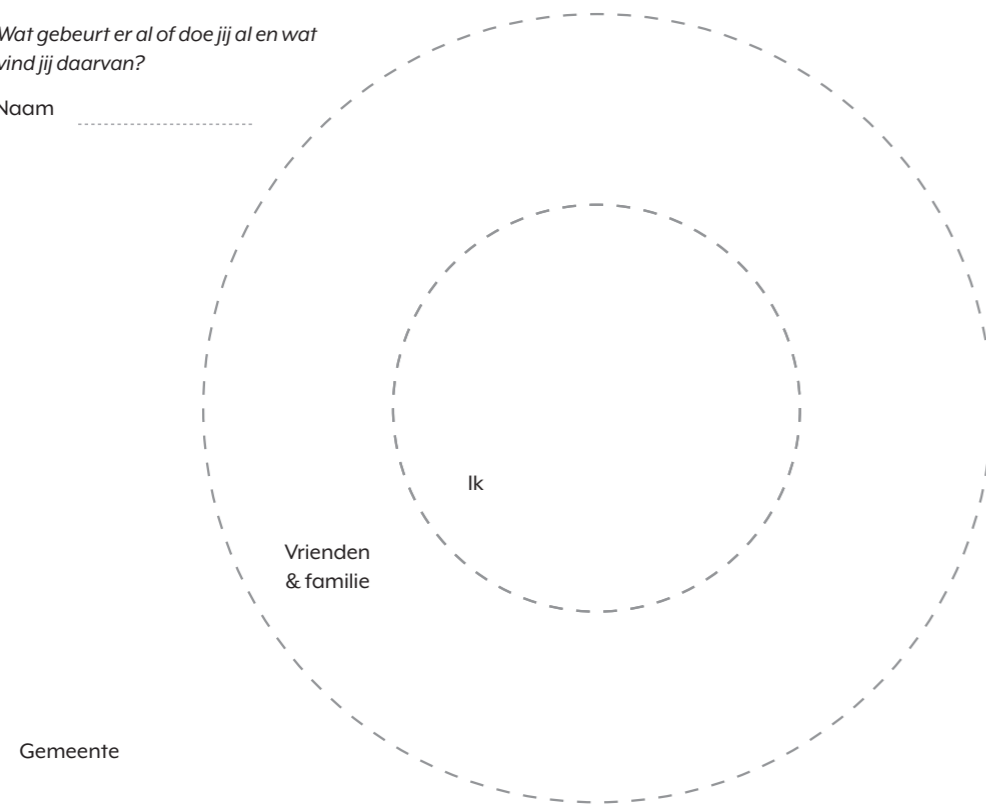 Wat gebeurt er al of doe jij al en wat
vind jij daarvan?
Naam
Ik
Vrienden
& familie
Gemeente